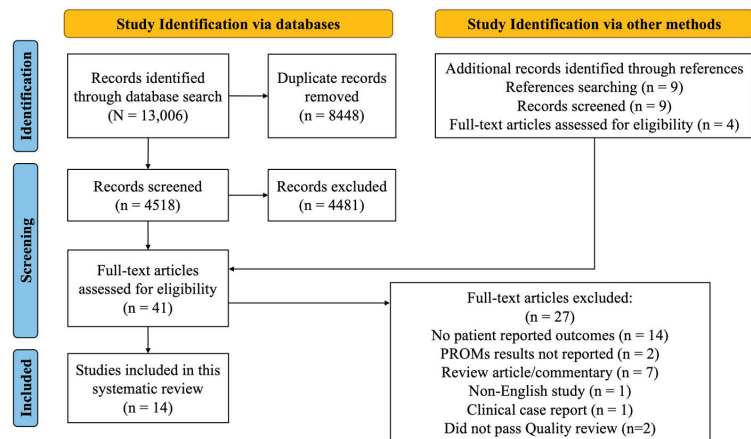 Study Identification via databases
Study Identification via other methods
Identification
Records identified
through database search
(N = 13,006)
Duplicate records
removed
(n = 8448)
Additional records identified through references
References searching (n = 9)
Records screened (n = 9)
Full-text articles assessed for eligibility (n = 4)
Screening
Records screened
(n = 4518)
Records excluded
(n = 4481)
Full-text articles
assessed for eligibility
(n = 41)
Full-text articles excluded:
(n = 27)
No patient reported outcomes (n = 14)
PROMs results not reported (n = 2)
Review article/commentary (n = 7)
Non-English study (n = 1)
Clinical case report (n = 1)
Did not pass Quality review (n=2)
Included
Studies included in this
systematic review
(n = 14)